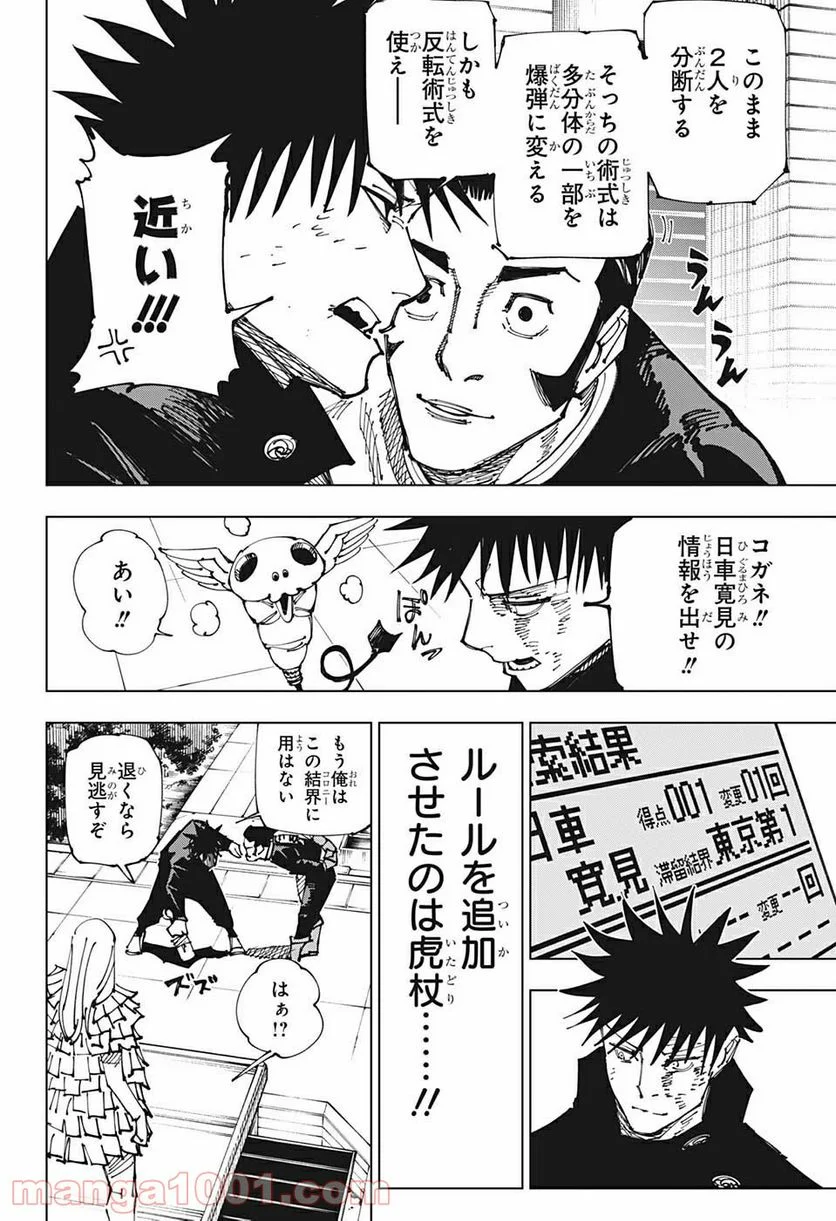 このまま
２人を
分断する
そっちの術式は
多分体の一部を
爆弾に変える
しかも
反転術式を
使え──
近い!!!
うんうん
コガネ!!
日車寛見の
情報を出せ!!
ぽんっ
あい!!
索結果
日車
寛見
得点001
変更01回
滞留結界 東京第1
変更 一回
ルールを追加
させたのは虎杖……!!
もう俺は
この結界に
用はない
退くなら
見逃すぞ
ズズ
はぁ!?
manga1001.com